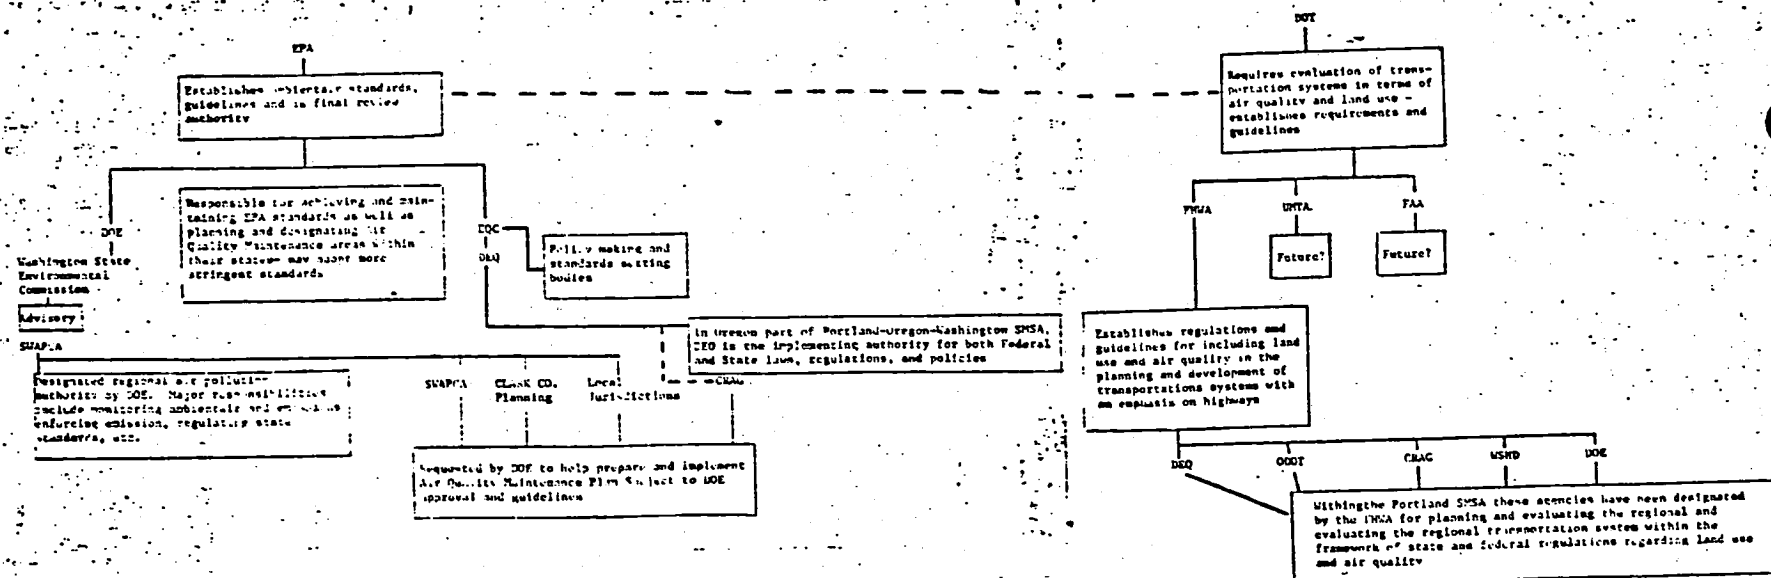 EPA
Establishes ambientair standards,
guidelines and is final review
authority
DOE
Washington State
Environmental
Commission
Advisory
SWAPCA
Designated regional air pollution
authority by DOE. Major responsibilities
include monitoring ambientair and
enforcing emission, regulating state
standards, etc.
Responsible for achieving and main-
taining EPA standards as well as
planning and designating Air
Quality Maintenance areas within
their states- may adopt more
stringent standards
EQC
DEQ
Policy making and
standards setting
bodies
In Oregon part of Portland-Oregon-Washington SMSA,
DEQ is the implementing authority for both Federal
and State laws, regulations, and policies
SWAPCA
CLARK CO.
Planning
Local
Jurisdictions
CRAG
Requested by DOE to help prepare and implement
Air Quality Maintenance Plan Subject to DOE
approval and guidelines
DOT
Requires evaluation of trans-
portation systems in terms of
air quality and land use -
establishes requirements and
guidelines
FHWA
UMTA
FAA
Future?
Future?
Establishes regulations and
guidelines for including land
use and air quality in the
planning and development of
transportations systems with
an emphasis on highways
DEQ
ODOT
CRAG
WSHD
DOE
Withingthe Portland SMSA these agencies have been designated
by the FHWA for planning and evaluating the regional and
evaluating the regional transportation system within the
framework of state and federal regulations regarding land use
and air quality